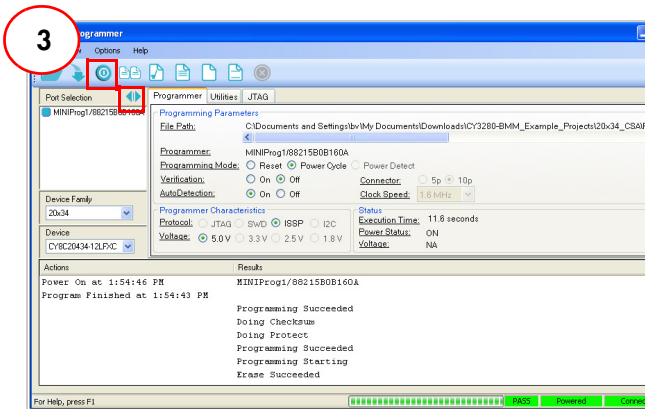 3
Programmer
Options Help
Port Selection
MINIProg1/88215B0B160A
Device Family
20x34
Device
CY8C20434-12LFXC
Programmer Utilities JTAG
Programming Parameters
File Path: C:\Documents and Settings\bv\My Documents\Downloads\CY3280-BMM_Example_Projects\20x34_CSA\F
Programmer: MINIProg1/88215B0B160A
Programming Mode: Reset Power Cycle Power Detect
Verification: On Off Connector: 5p 10p
AutoDetection: On Off Clock Speed: 1.6 MHz
Programmer Characteristics
Protocol: JTAG SWD ISSP I2C
Voltage: 5.0 V 3.3 V 2.5 V 1.8 V
Status
Execution Time: 11.6 seconds
Power Status: ON
Voltage: NA
Actions Results
Power On at 1:54:46 PM MINIProg1/88215B0B160A
Program Finished at 1:54:43 PM
Programming Succeeded
Doing Checksum
Doing Protect
Programming Succeeded
Programming Starting
Erase Succeeded
For Help, press F1 PASS Powered Connec